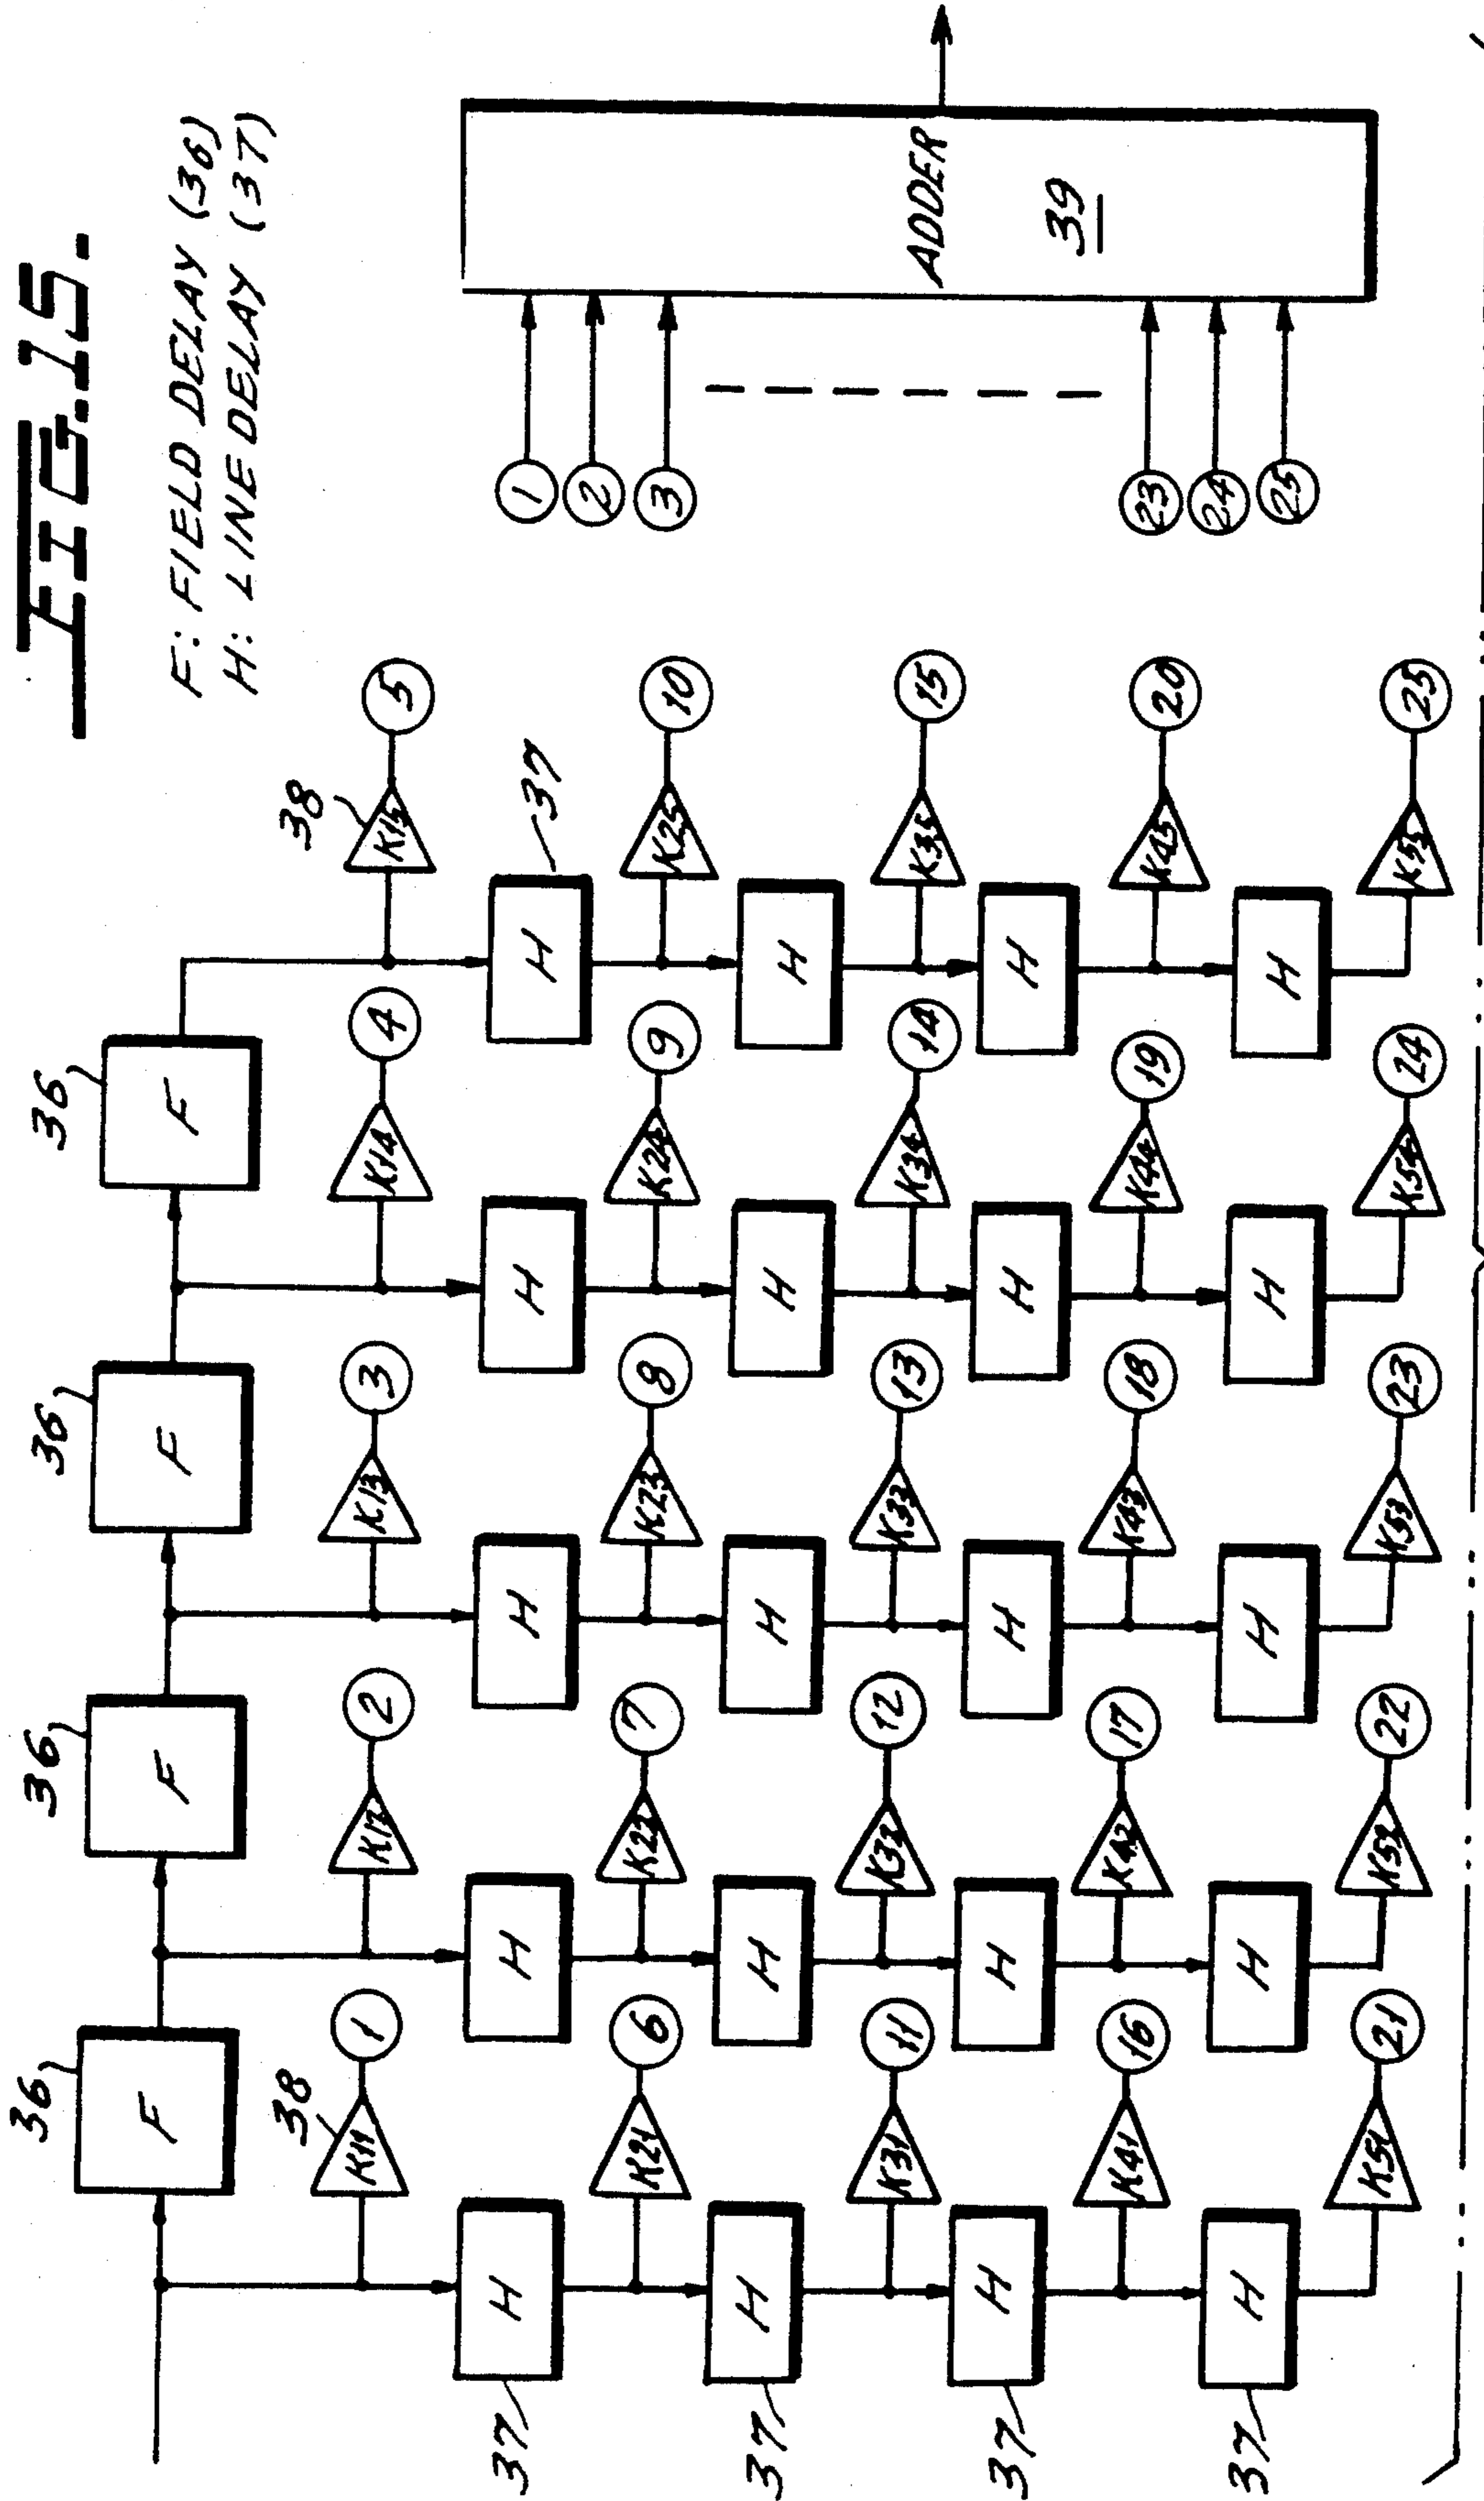 FIG. 15.
F: FIELD DELAY (36)
H: LINE DELAY (37)
36 36 36 36
F F F F
38 38
K11 1 K12 2 K13 3 K14 4 K15 5
37 H H H H H 37
K21 6 K22 7 K23 8 K24 9 K25 10
37 H H H H H
K31 11 K32 12 K33 13 K34 14 K35 15
37 H H H H H
K41 16 K42 17 K43 18 K44 19 K45 20
37 H H H H H
K51 21 K52 22 K53 23 K54 24 K55 25
1
2
3
23
24
25
ADDER
39